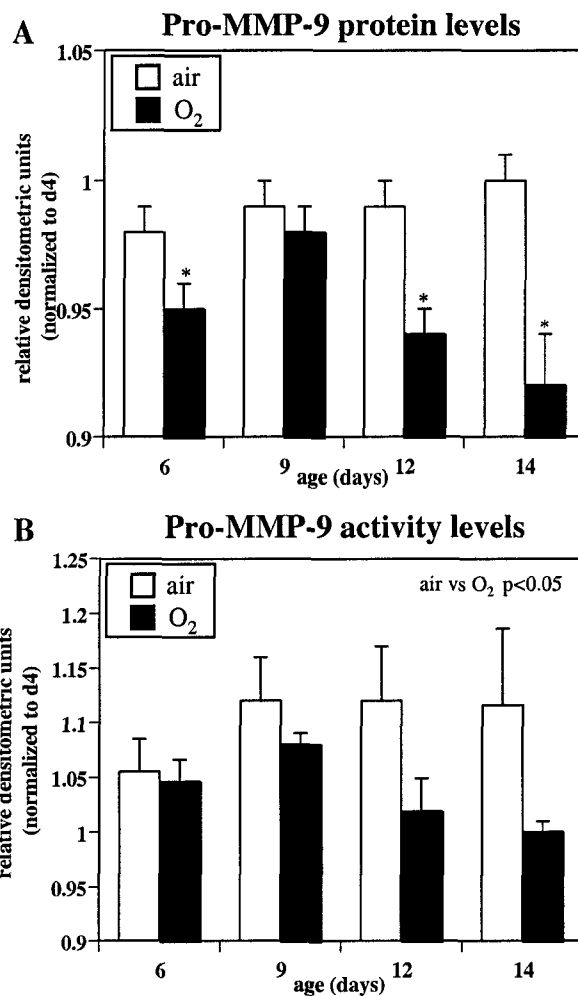 A
Pro-MMP-9 protein levels
1.05
1
0.95
0.9
relative densitometric units
(normalized to d4)
air
O2
*
*
*
6 9 12 14
age (days)
B
Pro-MMP-9 activity levels
1.25
1.2
1.15
1.1
1.05
1
0.95
0.9
relative densitometric units
(normalized to d4)
air
O2
air vs O2 p<0.05
6 9 12 14
age (days)